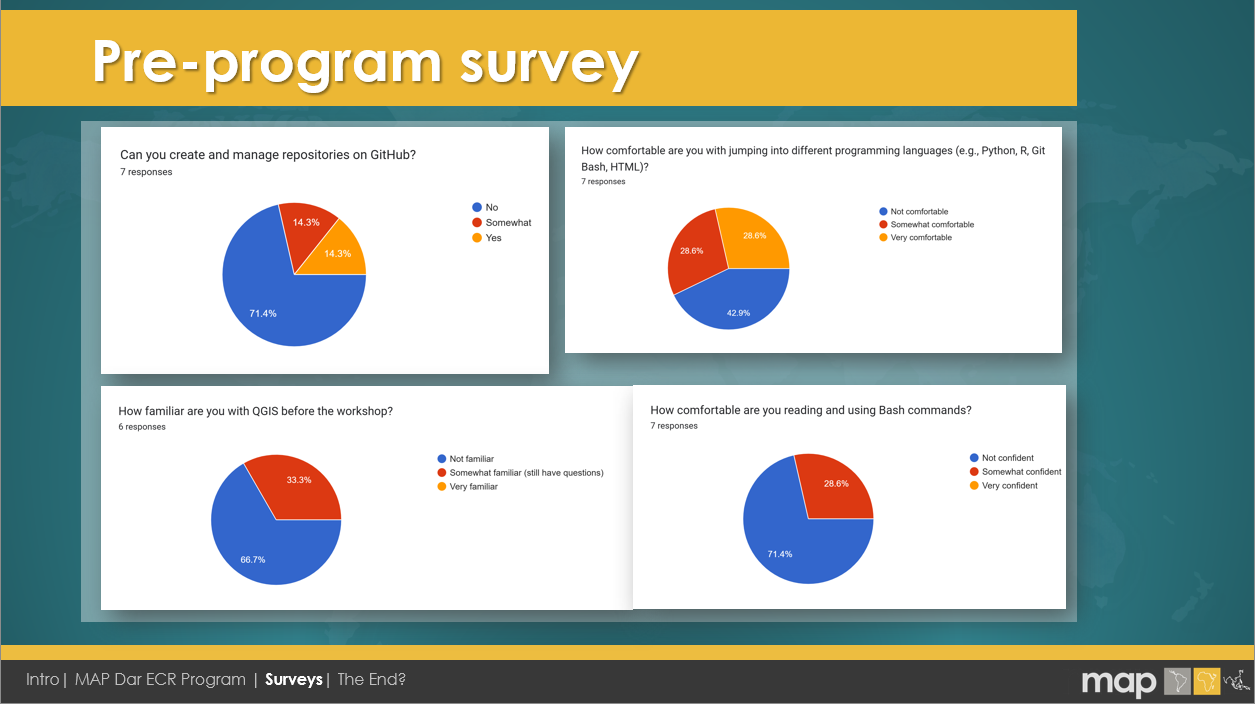 Pre-program survey
Can you create and manage repositories on GitHub?
7 responses
14.3%
14.3%
71.4%
No
Somewhat
Yes
How comfortable are you with jumping into different programming languages (e.g., Python, R, Git
Bash, HTML)?
7 responses
28.6%
28.6%
42.9%
Not comfortable
Somewhat comfortable
Very comfortable
How familiar are you with QGIS before the workshop?
6 responses
33.3%
66.7%
Not familiar
Somewhat familiar (still have questions)
Very familiar
How comfortable are you reading and using Bash commands?
7 responses
28.6%
71.4%
Not confident
Somewhat confident
Very confident
Intro| MAP Dar ECR Program | Surveys| The End?
map